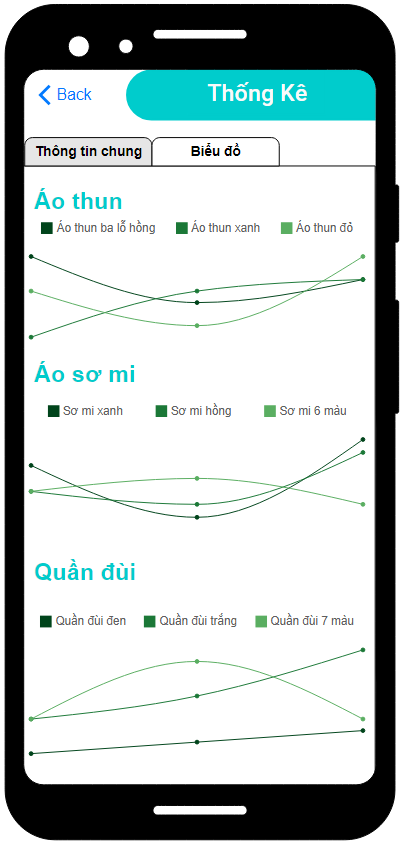 Back
Thống Kê
Thông tin chung
Biểu đồ
Áo thun
Áo thun ba lỗ hồng
Áo thun xanh
Áo thun đỏ
Áo sơ mi
Sơ mi xanh
Sơ mi hồng
Sơ mi 6 màu
Quần đùi
Quần đùi đen
Quần đùi trắng
Quần đùi 7 màu